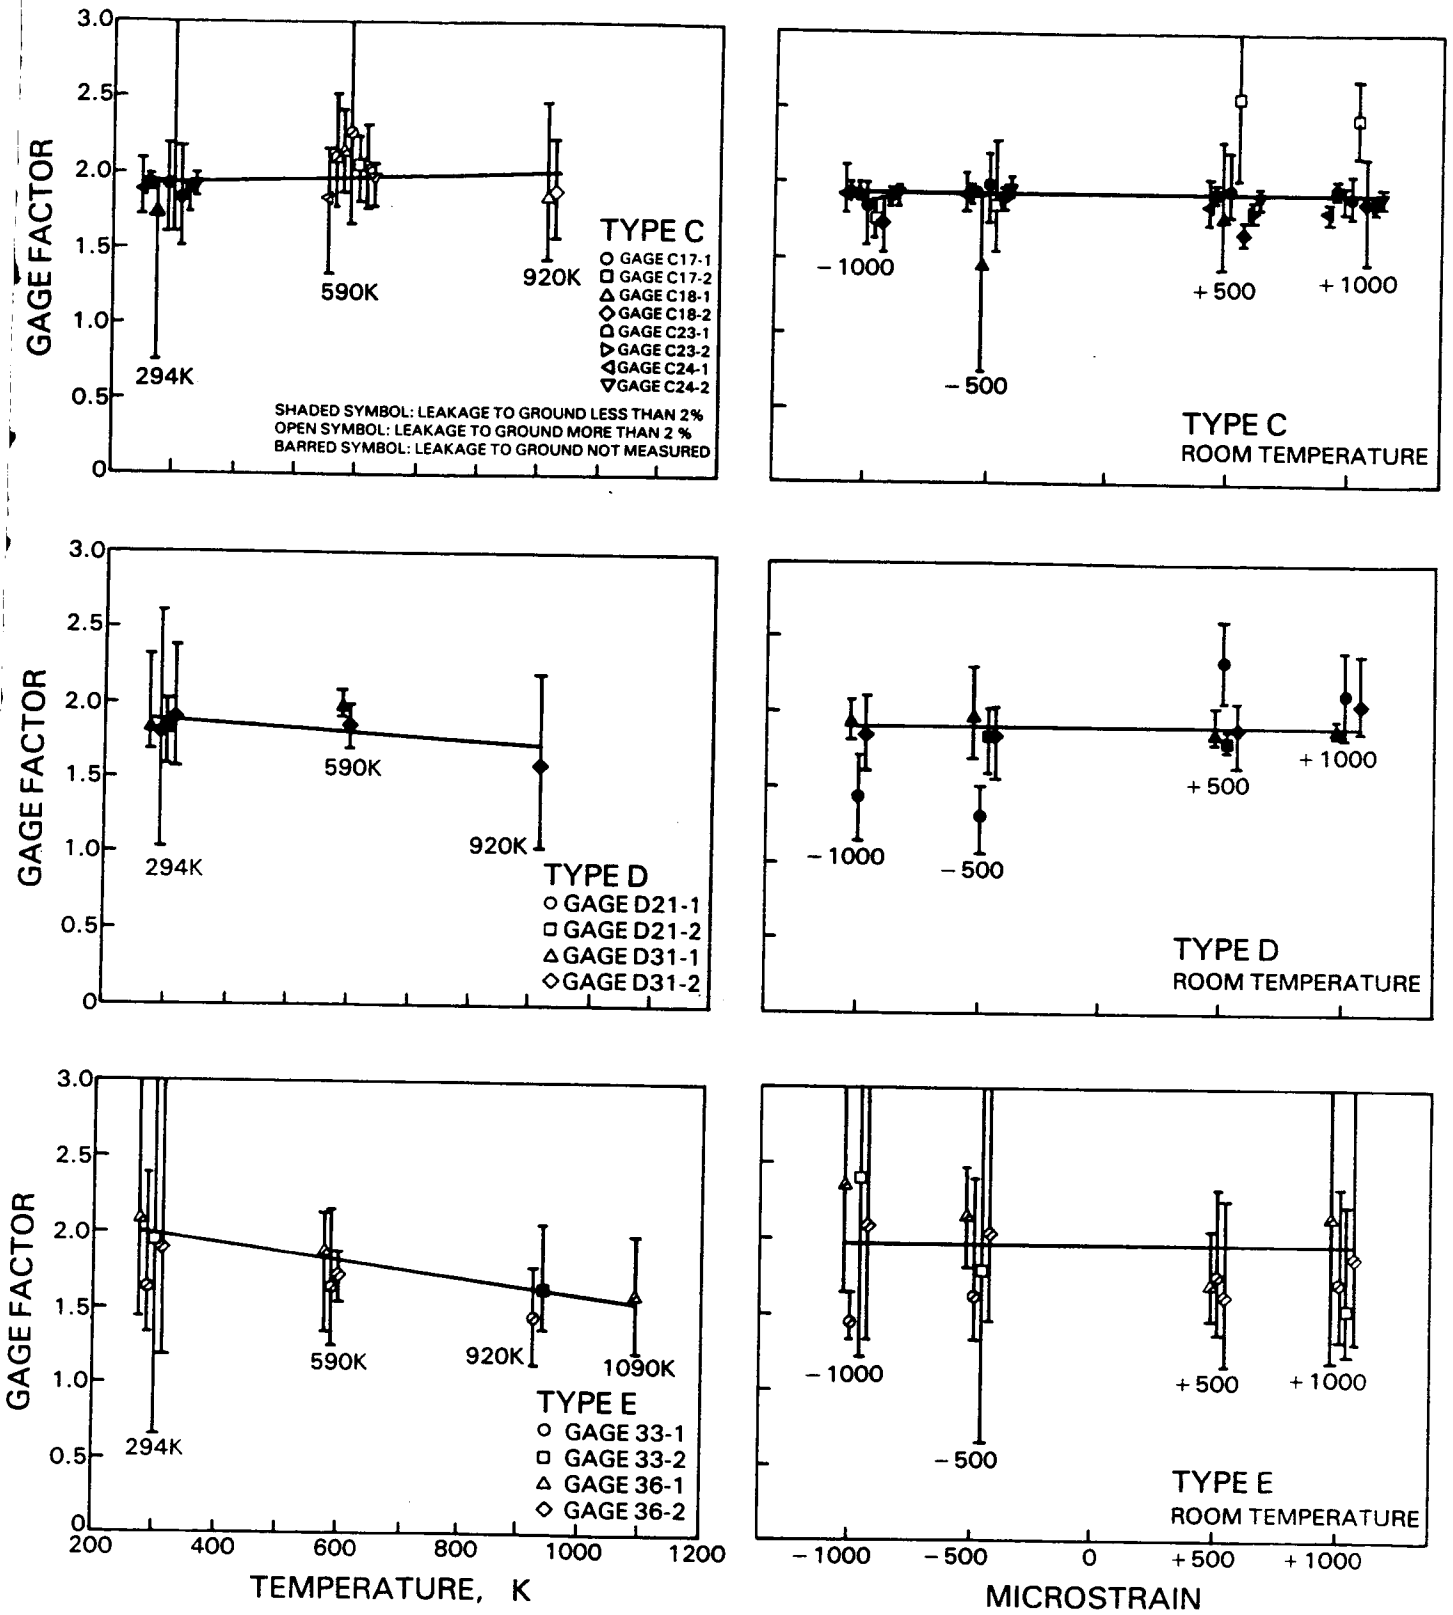 3.0
2.5
2.0
1.5
1.0
0.5
0
GAGE FACTOR
294K
590K
920K
TYPE C
GAGE C17-1
GAGE C17-2
GAGE C18-1
GAGE C18-2
GAGE C23-1
GAGE C23-2
GAGE C24-1
GAGE C24-2
SHADED SYMBOL: LEAKAGE TO GROUND LESS THAN 2%
OPEN SYMBOL: LEAKAGE TO GROUND MORE THAN 2 %
BARRED SYMBOL: LEAKAGE TO GROUND NOT MEASURED
-1000
-500
+500
+1000
TYPE C
ROOM TEMPERATURE
3.0
2.5
2.0
1.5
1.0
0.5
0
GAGE FACTOR
294K
590K
920K
TYPE D
GAGE D21-1
GAGE D21-2
GAGE D31-1
GAGE D31-2
-1000
-500
+500
+1000
TYPE D
ROOM TEMPERATURE
3.0
2.5
2.0
1.5
1.0
0.5
0
GAGE FACTOR
294K
590K
920K
1090K
TYPE E
GAGE 33-1
GAGE 33-2
GAGE 36-1
GAGE 36-2
200 400 600 800 1000 1200
TEMPERATURE, K
-1000
-500
+500
+1000
TYPE E
ROOM TEMPERATURE
-1000 -500 0 +500 +1000
MICROSTRAIN